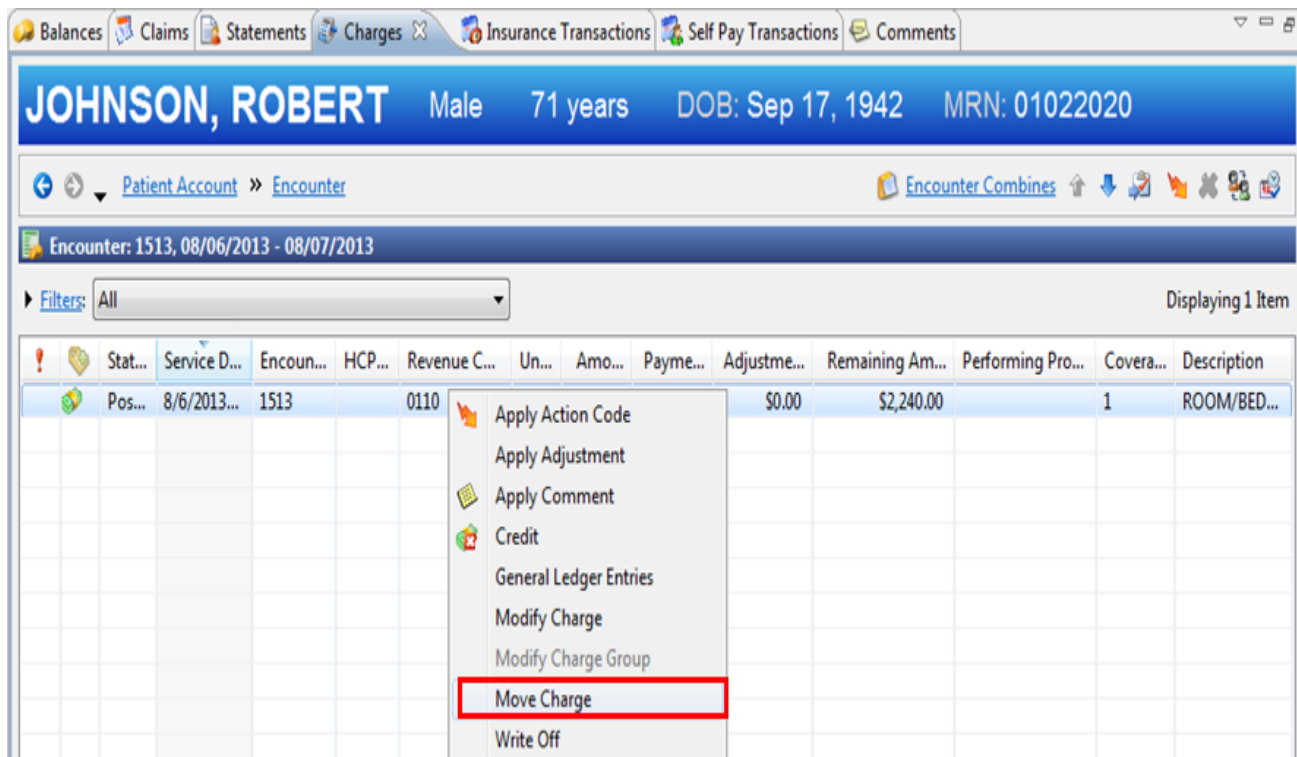 Balances Claims Statements Charges Insurance Transactions Self Pay Transactions Comments
JOHNSON, ROBERT Male 71 years DOB: Sep 17, 1942 MRN: 01022020
Patient Account » Encounter Encounter Combines
Encounter: 1513, 08/06/2013 - 08/07/2013
Filters: All Displaying 1 Item
Stat... Service D... Encoun... HCP... Revenue C... Un... Amo... Payme... Adjustme... Remaining Am... Performing Pro... Covera... Description
Pos... 8/6/2013... 1513 0110 $0.00 $2,240.00 1 ROOM/BED...
Apply Action Code
Apply Adjustment
Apply Comment
Credit
General Ledger Entries
Modify Charge
Modify Charge Group
Move Charge
Write Off